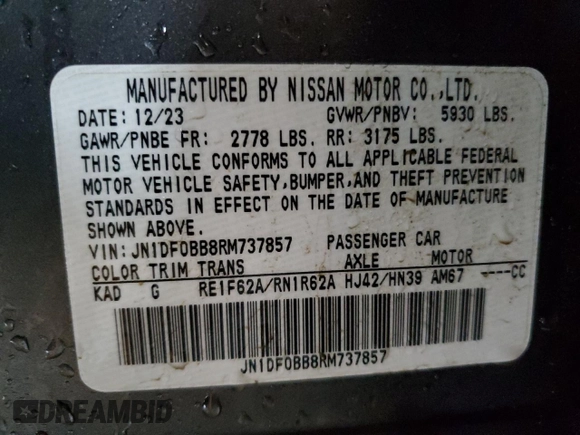 MANUFACTURED BY NISSAN MOTOR CO.,LTD.
DATE: 12/23 GVWR/PNBV: 5930 LBS.
GAWR/PNBE FR: 2778 LBS. RR: 3175 LBS.
THIS VEHICLE CONFORMS TO ALL APPLICABLE FEDERAL
MOTOR VEHICLE SAFETY,BUMPER,AND THEFT PREVENTION
STANDARDS IN EFFECT ON THE DATE OF MANUFACTURE
SHOWN ABOVE.
VIN:JN1DF0BB8RM737857 PASSENGER CAR
COLOR TRIM TRANS AXLE MOTOR
KAD G RE1F62A/RN1R62A HJ42/HN39 AM67 ----CC
JN1DF0BB8RM737857
DREAMBID